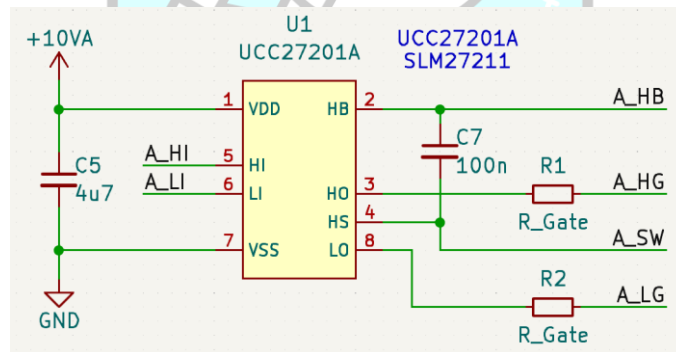 +10VA
U1
UCC27201A
UCC27201A
SLM27211
1 VDD
HB 2
A_HB
C5
4u7
A_HI
5 HI
A_LI
6 LI
C7
100n
R1
HO 3
A_HG
R_Gate
HS 4
A_SW
7 VSS
LO 8
R2
A_LG
R_Gate
GND